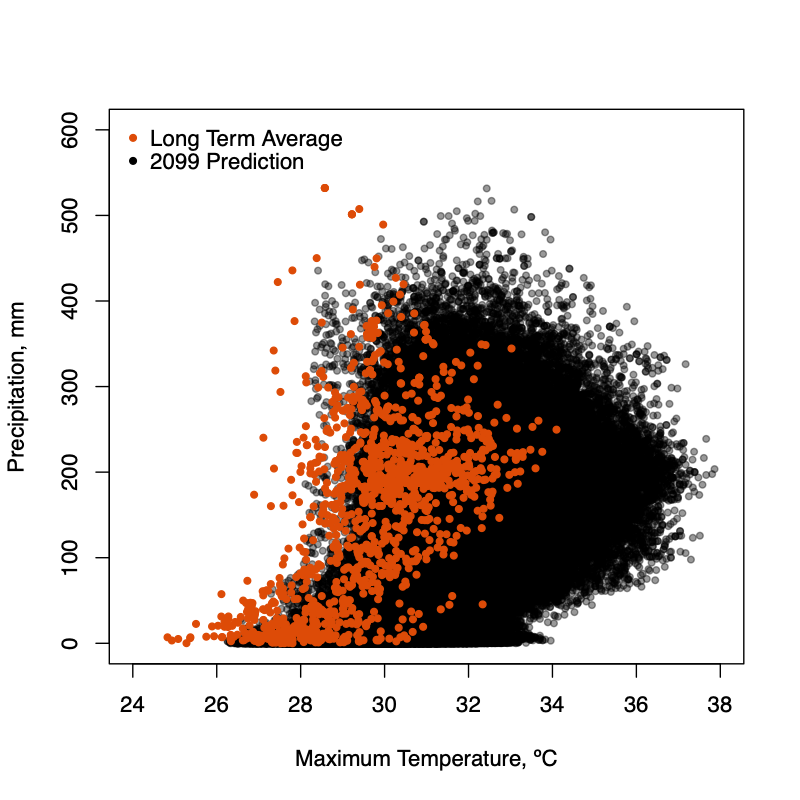 Long Term Average
2099 Prediction
600
500
400
300
200
100
0
Precipitation, mm
24 26 28 30 32 34 36 38
Maximum Temperature, ºC